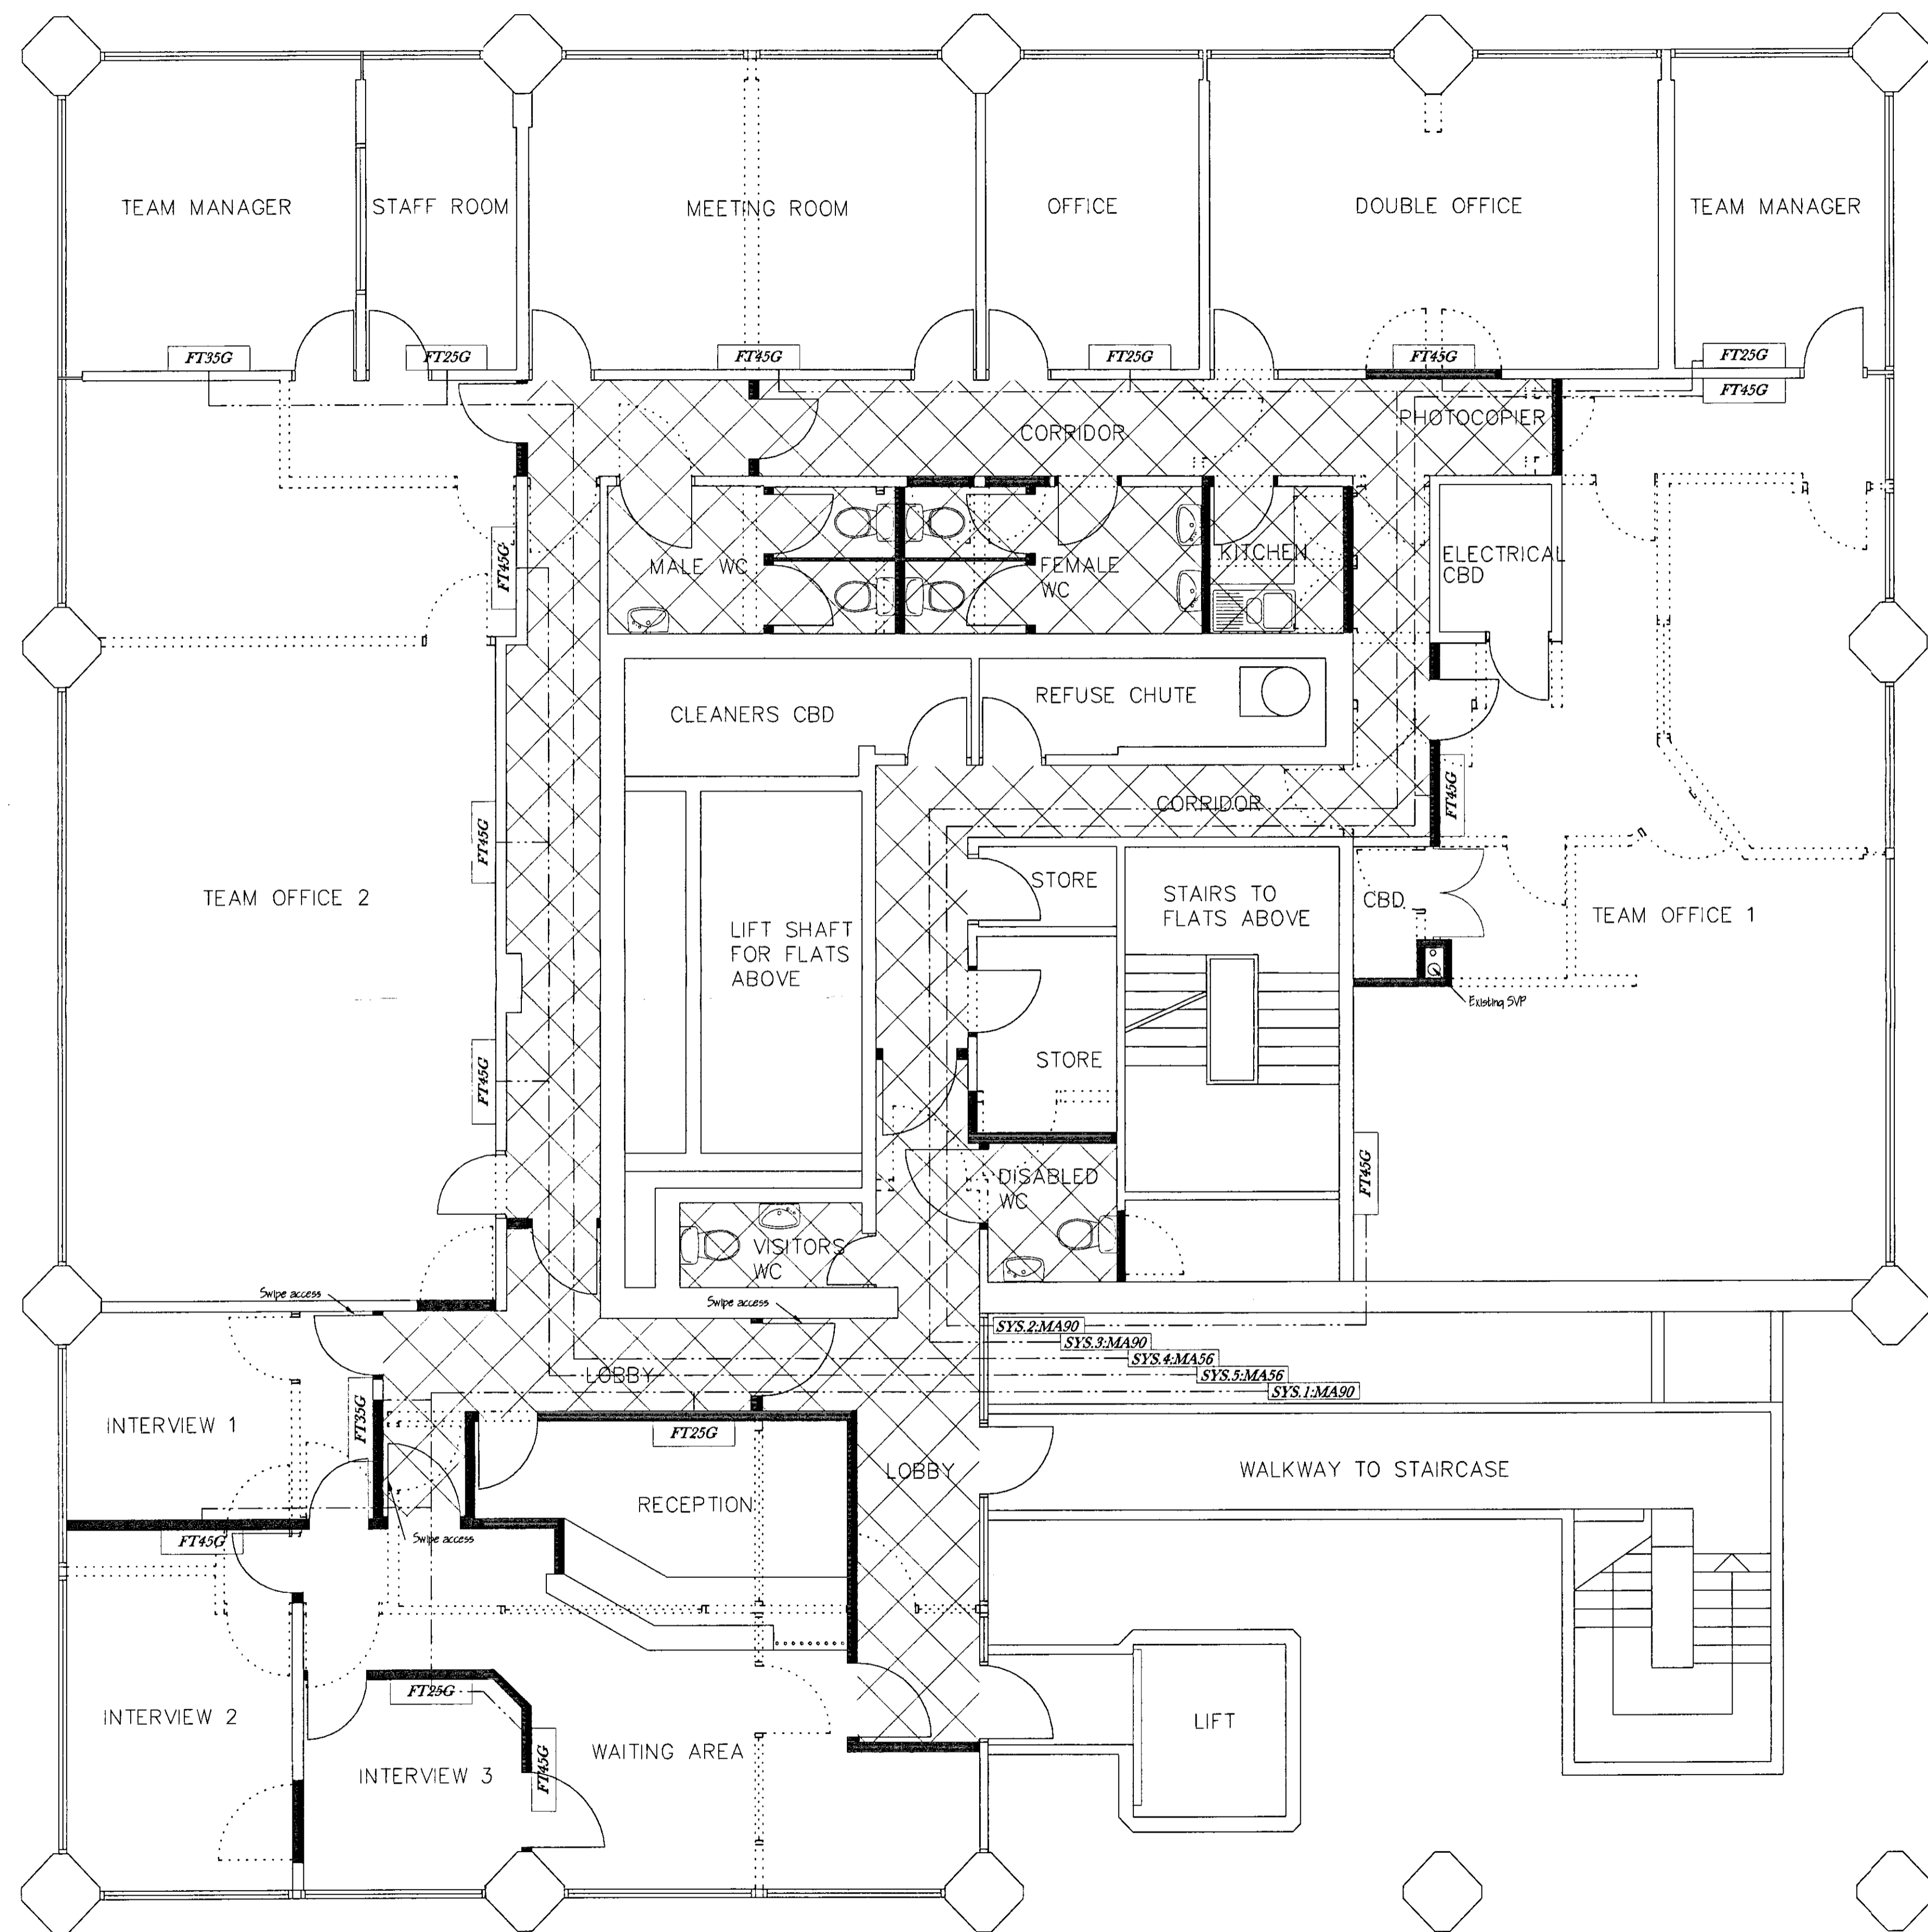 TEAM MANAGER
STAFF ROOM
MEETING ROOM
OFFICE
DOUBLE OFFICE
TEAM MANAGER
FT35G
FT25G
FT45G
FT25G
FT45G
FT25G
FT45G
CORRIDOR
PHOTOCOPIER
FT45G
MALE WC
FEMALE
WC
KITCHEN
ELECTRICAL
CBD
CLEANERS CBD
REFUSE CHUTE
CORRIDOR
FT45G
FT45G
TEAM OFFICE 2
LIFT SHAFT
FOR FLATS
ABOVE
STORE
STAIRS TO
FLATS ABOVE
CBD
TEAM OFFICE 1
Existing SVP
FT45G
STORE
DISABLED
WC
FT45G
VISITORS
WC
Swipe access
Swipe access
SYS.2:MA90
SYS.3:MA90
SYS.4:MA56
SYS.5:MA56
SYS.1:MA90
LOBBY
INTERVIEW 1
FT35G
FT25G
LOBBY
WALKWAY TO STAIRCASE
RECEPTION
FT45G
Swipe access
FT25G
INTERVIEW 2
INTERVIEW 3
FT45G
WAITING AREA
LIFT